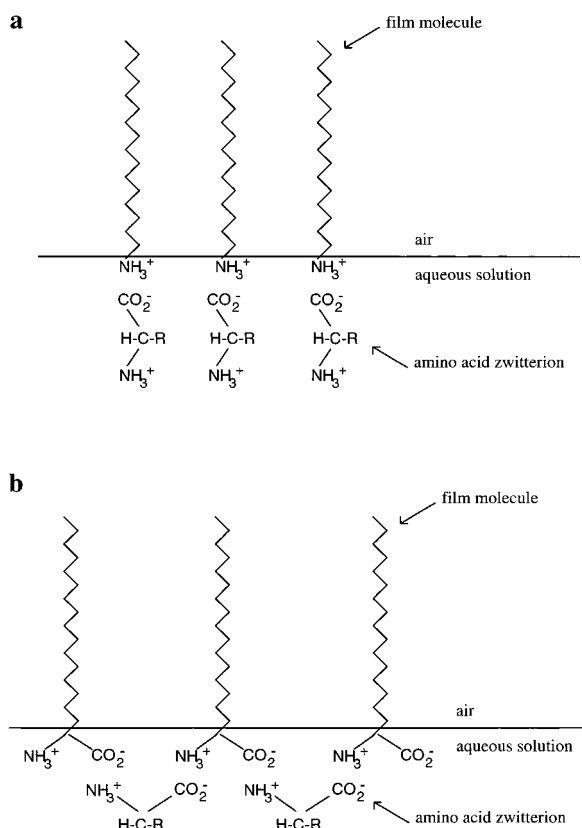 a
film molecule
air
NH3+ NH3+ NH3+
aqueous solution
CO2- CO2- CO2-
H-C-R H-C-R H-C-R
amino acid zwitterion
NH3+ NH3+ NH3+
b
film molecule
air
aqueous solution
NH3+ CO2- NH3+ CO2- NH3+ CO2-
NH3+ CO2- NH3+ CO2-
amino acid zwitterion
H-C-R H-C-R